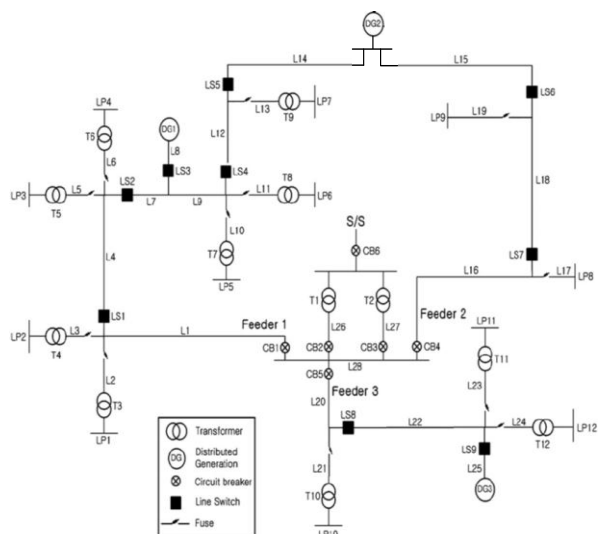 DG2
L14
L15
LS5
LS6
LP4
L13
T9
LP7
LP9
L19
T6
DG1
L12
L6
L8
LS3
LS4
T8
L18
LP3
L5
LS2
L11
LP6
T5
L7
L9
L10
S/S
T7
CB6
LS7
L4
LP5
L16
L17
LP8
T1
T2
LS1
Feeder 2
LP11
LP2
L3
L1
Feeder 1
L26
L27
T11
T4
CB1
CB2
CB3
CB4
L28
CB5
L2
Feeder 3
L23
L20
T3
LS8
L22
L24
LP12
T12
LP1
LS9
L21
L25
T10
DG3
Transformer
DG
Distributed
Generation
Circuit breaker
Line Switch
Fuse